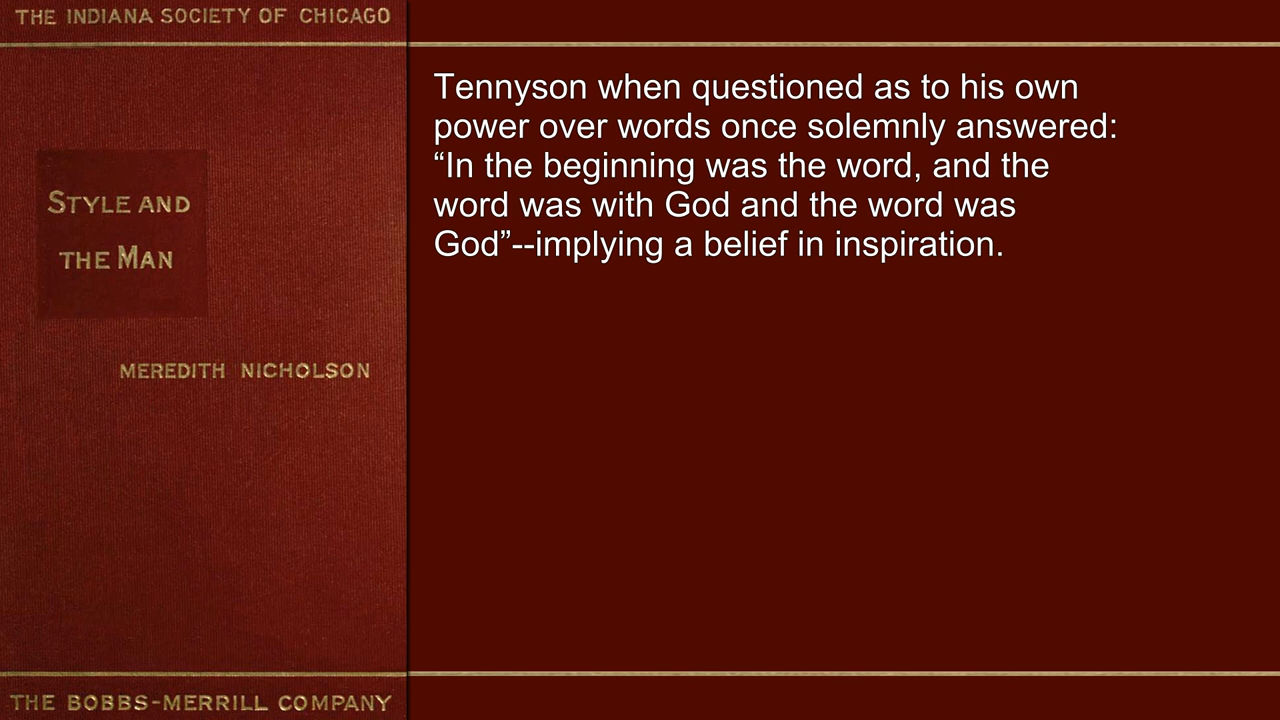 THE INDIANA SOCIETY OF CHICAGO
STYLE AND
THE MAN
MEREDITH NICHOLSON
THE BOBBS-MERRILL COMPANY
Tennyson when questioned as to his own
power over words once solemnly answered:
“In the beginning was the word, and the
word was with God and the word was
God”--implying a belief in inspiration.